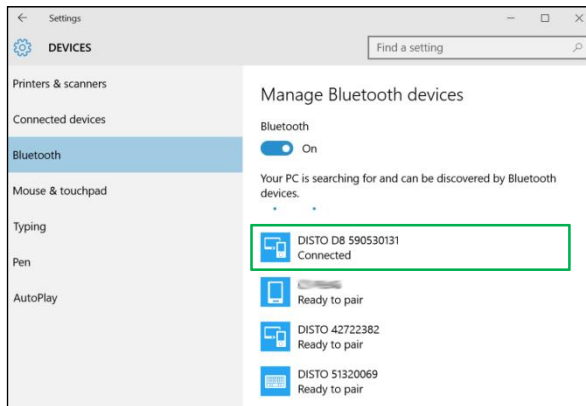 Settings
DEVICES
Find a setting
Printers & scanners
Connected devices
Bluetooth
Mouse & touchpad
Typing
Pen
AutoPlay
Manage Bluetooth devices
Bluetooth
On
Your PC is searching for and can be discovered by Bluetooth
devices.
DISTO D8 590530131
Connected
Ready to pair
DISTO 42722382
Ready to pair
DISTO 51320069
Ready to pair